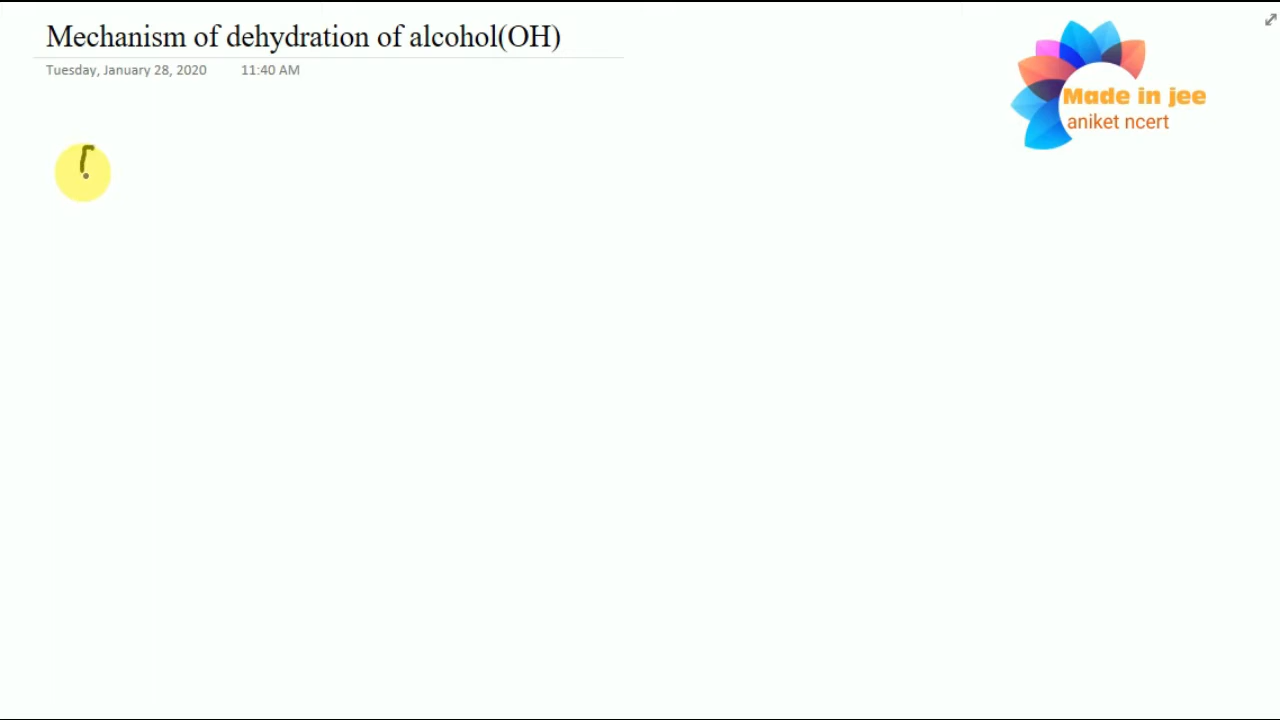 Mechanism of dehydration of alcohol(OH)
Tuesday, January 28, 2020 11:40 AM
Made in jee
aniket ncert